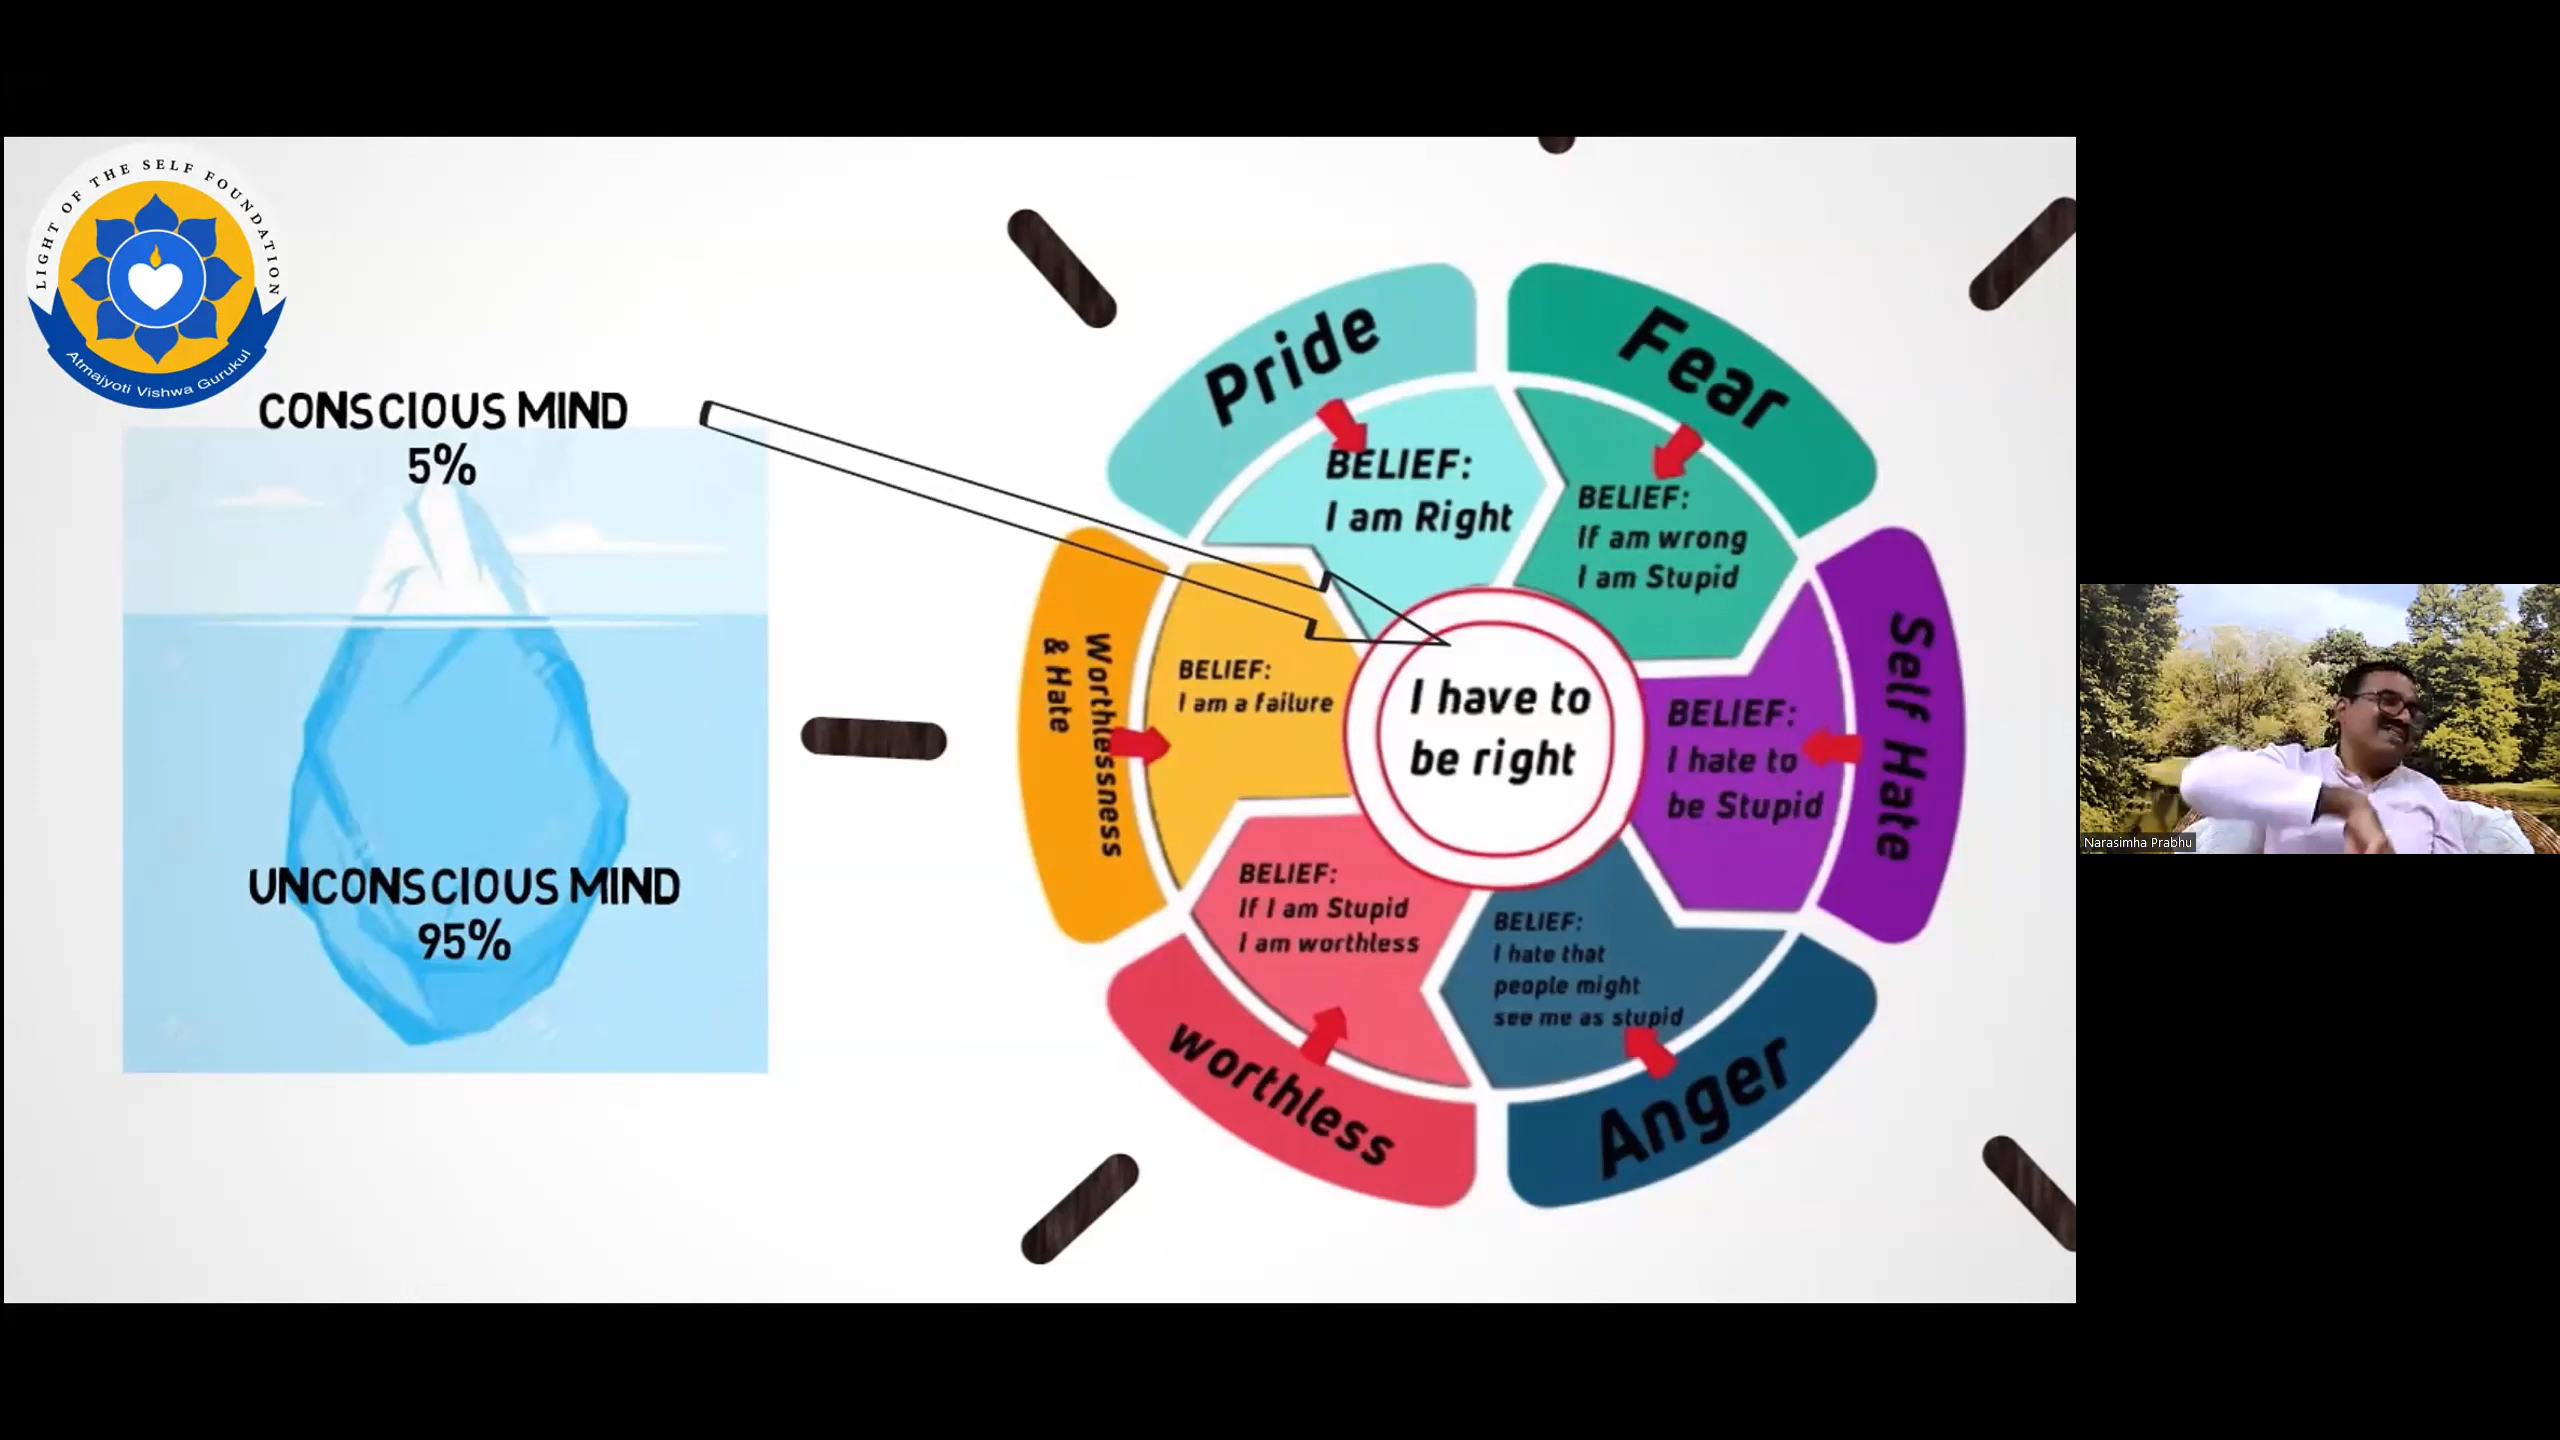 LIGHT OF THE SELF FOUNDATION
Atmajyoti Vishwa Gurukul
CONSCIOUS MIND
5%
UNCONSCIOUS MIND
95%
Pride
BELIEF:
I am Right
Fear
BELIEF:
If am wrong
I am Stupid
Self Hate
BELIEF:
I hate to
be Stupid
Anger
BELIEF:
I hate that
people might
see me as stupid
worthless
BELIEF:
If I am Stupid
I am worthless
Worthlessness
& Hate
BELIEF:
I am a failure
I have to
be right
Narasimha Prabhu